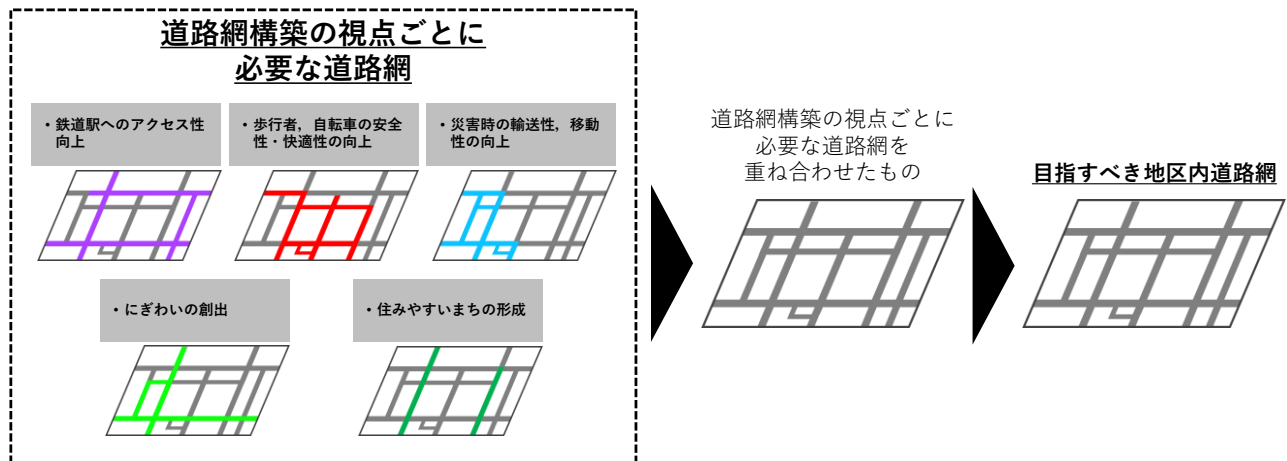 道路網構築の視点ごとに
必要な道路網
・鉄道駅へのアクセス性
向上
・歩行者，自転車の安全
性・快適性の向上
・災害時の輸送性，移動
性の向上
・にぎわいの創出
・住みやすいまちの形成
道路網構築の視点ごとに
必要な道路網を
重ね合わせたもの
目指すべき地区内道路網